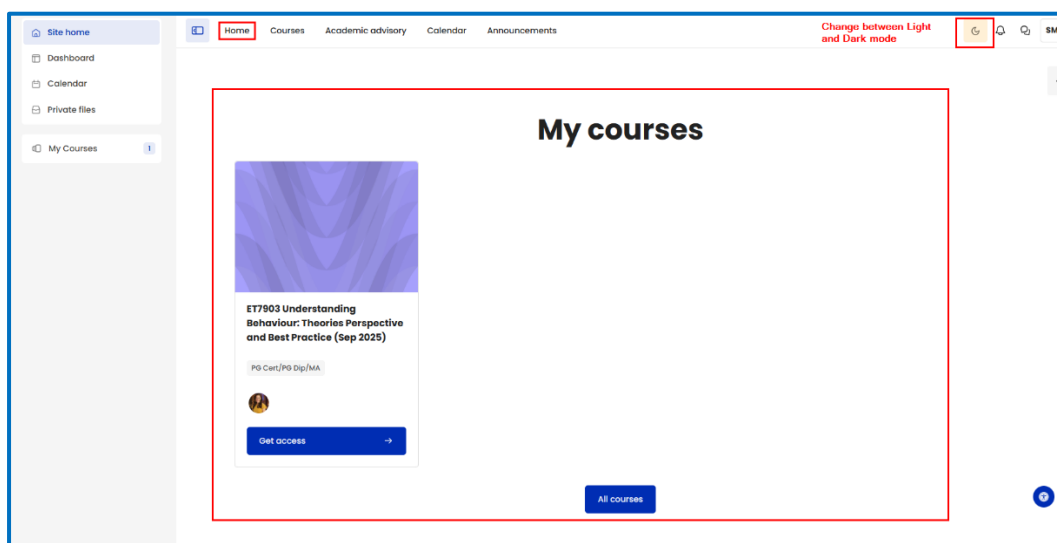 Site home
Dashboard
Calendar
Private files
My Courses 1
Home Courses Academic advisory Calendar Announcements
Change between Light
and Dark mode
SM
My courses
ET7903 Understanding
Behaviour: Theories Perspective
and Best Practice (Sep 2025)
PG Cert/PG Dip/MA
Get access →
All courses